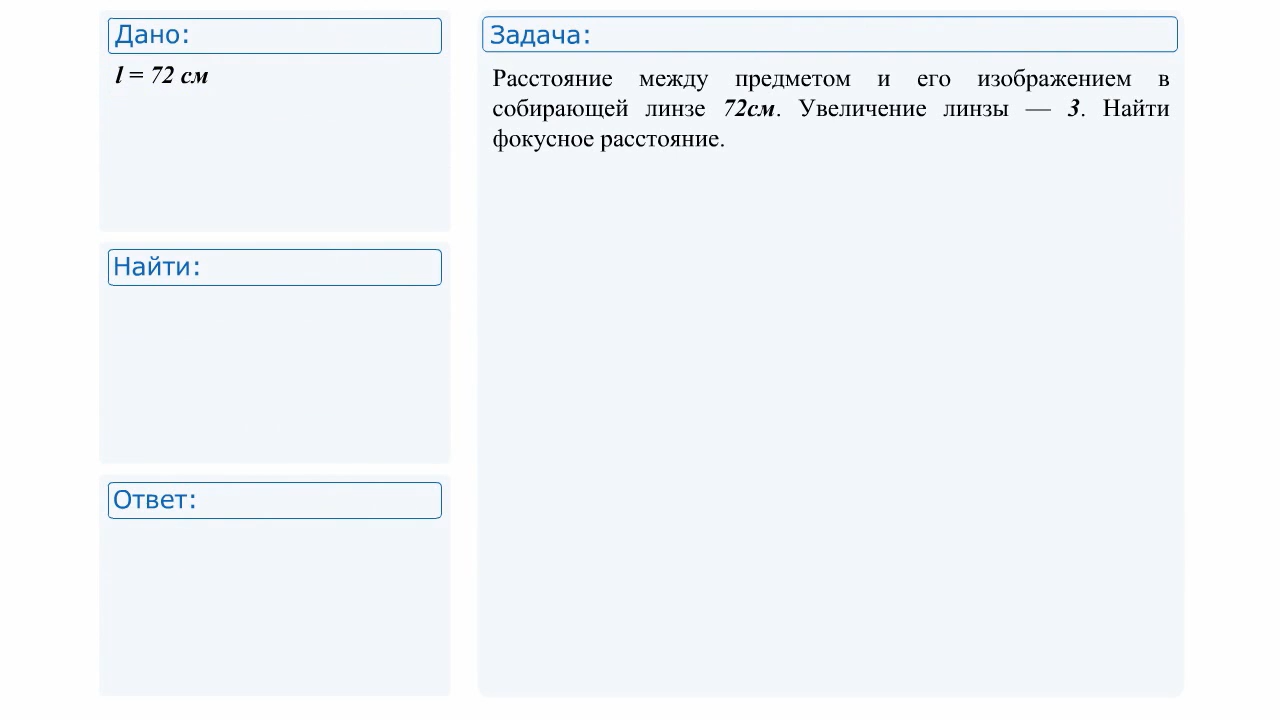 Дано:
l = 72 см
Найти:
Ответ:
Задача:
Расстояние между предметом и его изображением в
собирающей линзе 72см. Увеличение линзы — 3. Найти
фокусное расстояние.